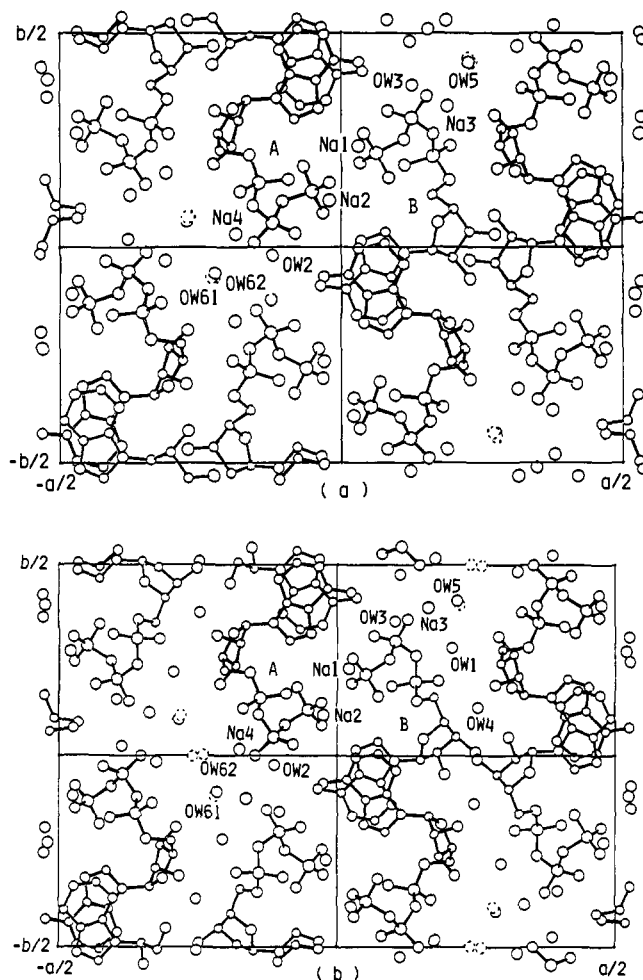 b/2
OW3 OW5
Na3
A Na1
Na2 B
Na4
OW2
OW62
OW61
-b/2
-a/2 a/2
( a )
b/2
OW5
OW3 Na3
A Na1 OW1
Na2
Na4 B OW4
OW62 OW2
OW61
-b/2
-a/2 a/2
( b )